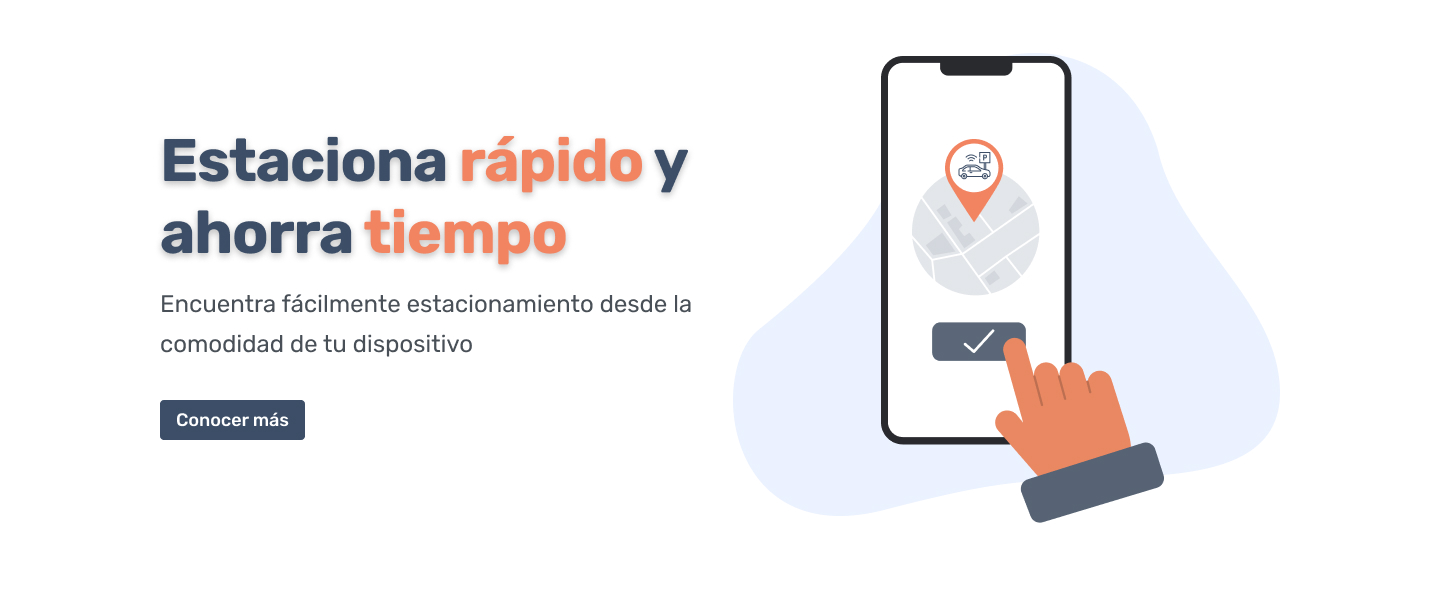 Estaciona rápido y
ahorra tiempo
Encuentra fácilmente estacionamiento desde la
comodidad de tu dispositivo
Conocer más
P